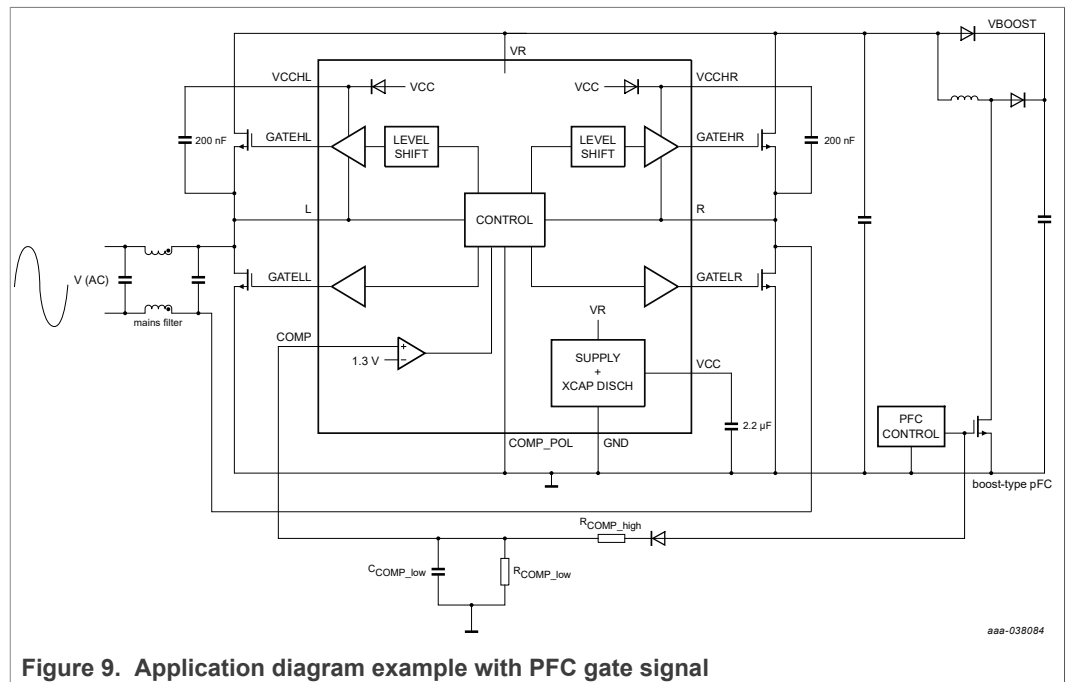 VBOOST
VR
VCCHL
VCC
VCC
VCCHR
200 nF
GATEHL
LEVEL
SHIFT
LEVEL
SHIFT
GATEHR
200 nF
L
CONTROL
R
V (AC)
GATELL
GATELR
mains filter
COMP
1.3 V
+
−
VR
SUPPLY
+
XCAP DISCH
VCC
2.2 µF
PFC
CONTROL
COMP_POL
GND
boost-type pFC
RCOMP_high
CCOMP_low
RCOMP_low
aaa-038084
Figure 9. Application diagram example with PFC gate signal